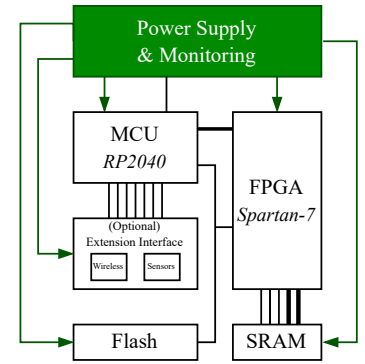 Power Supply
& Monitoring
MCU
RP2040
FPGA
Spartan-7
(Optional)
Extension Interface
Wireless
Sensors
Flash
SRAM